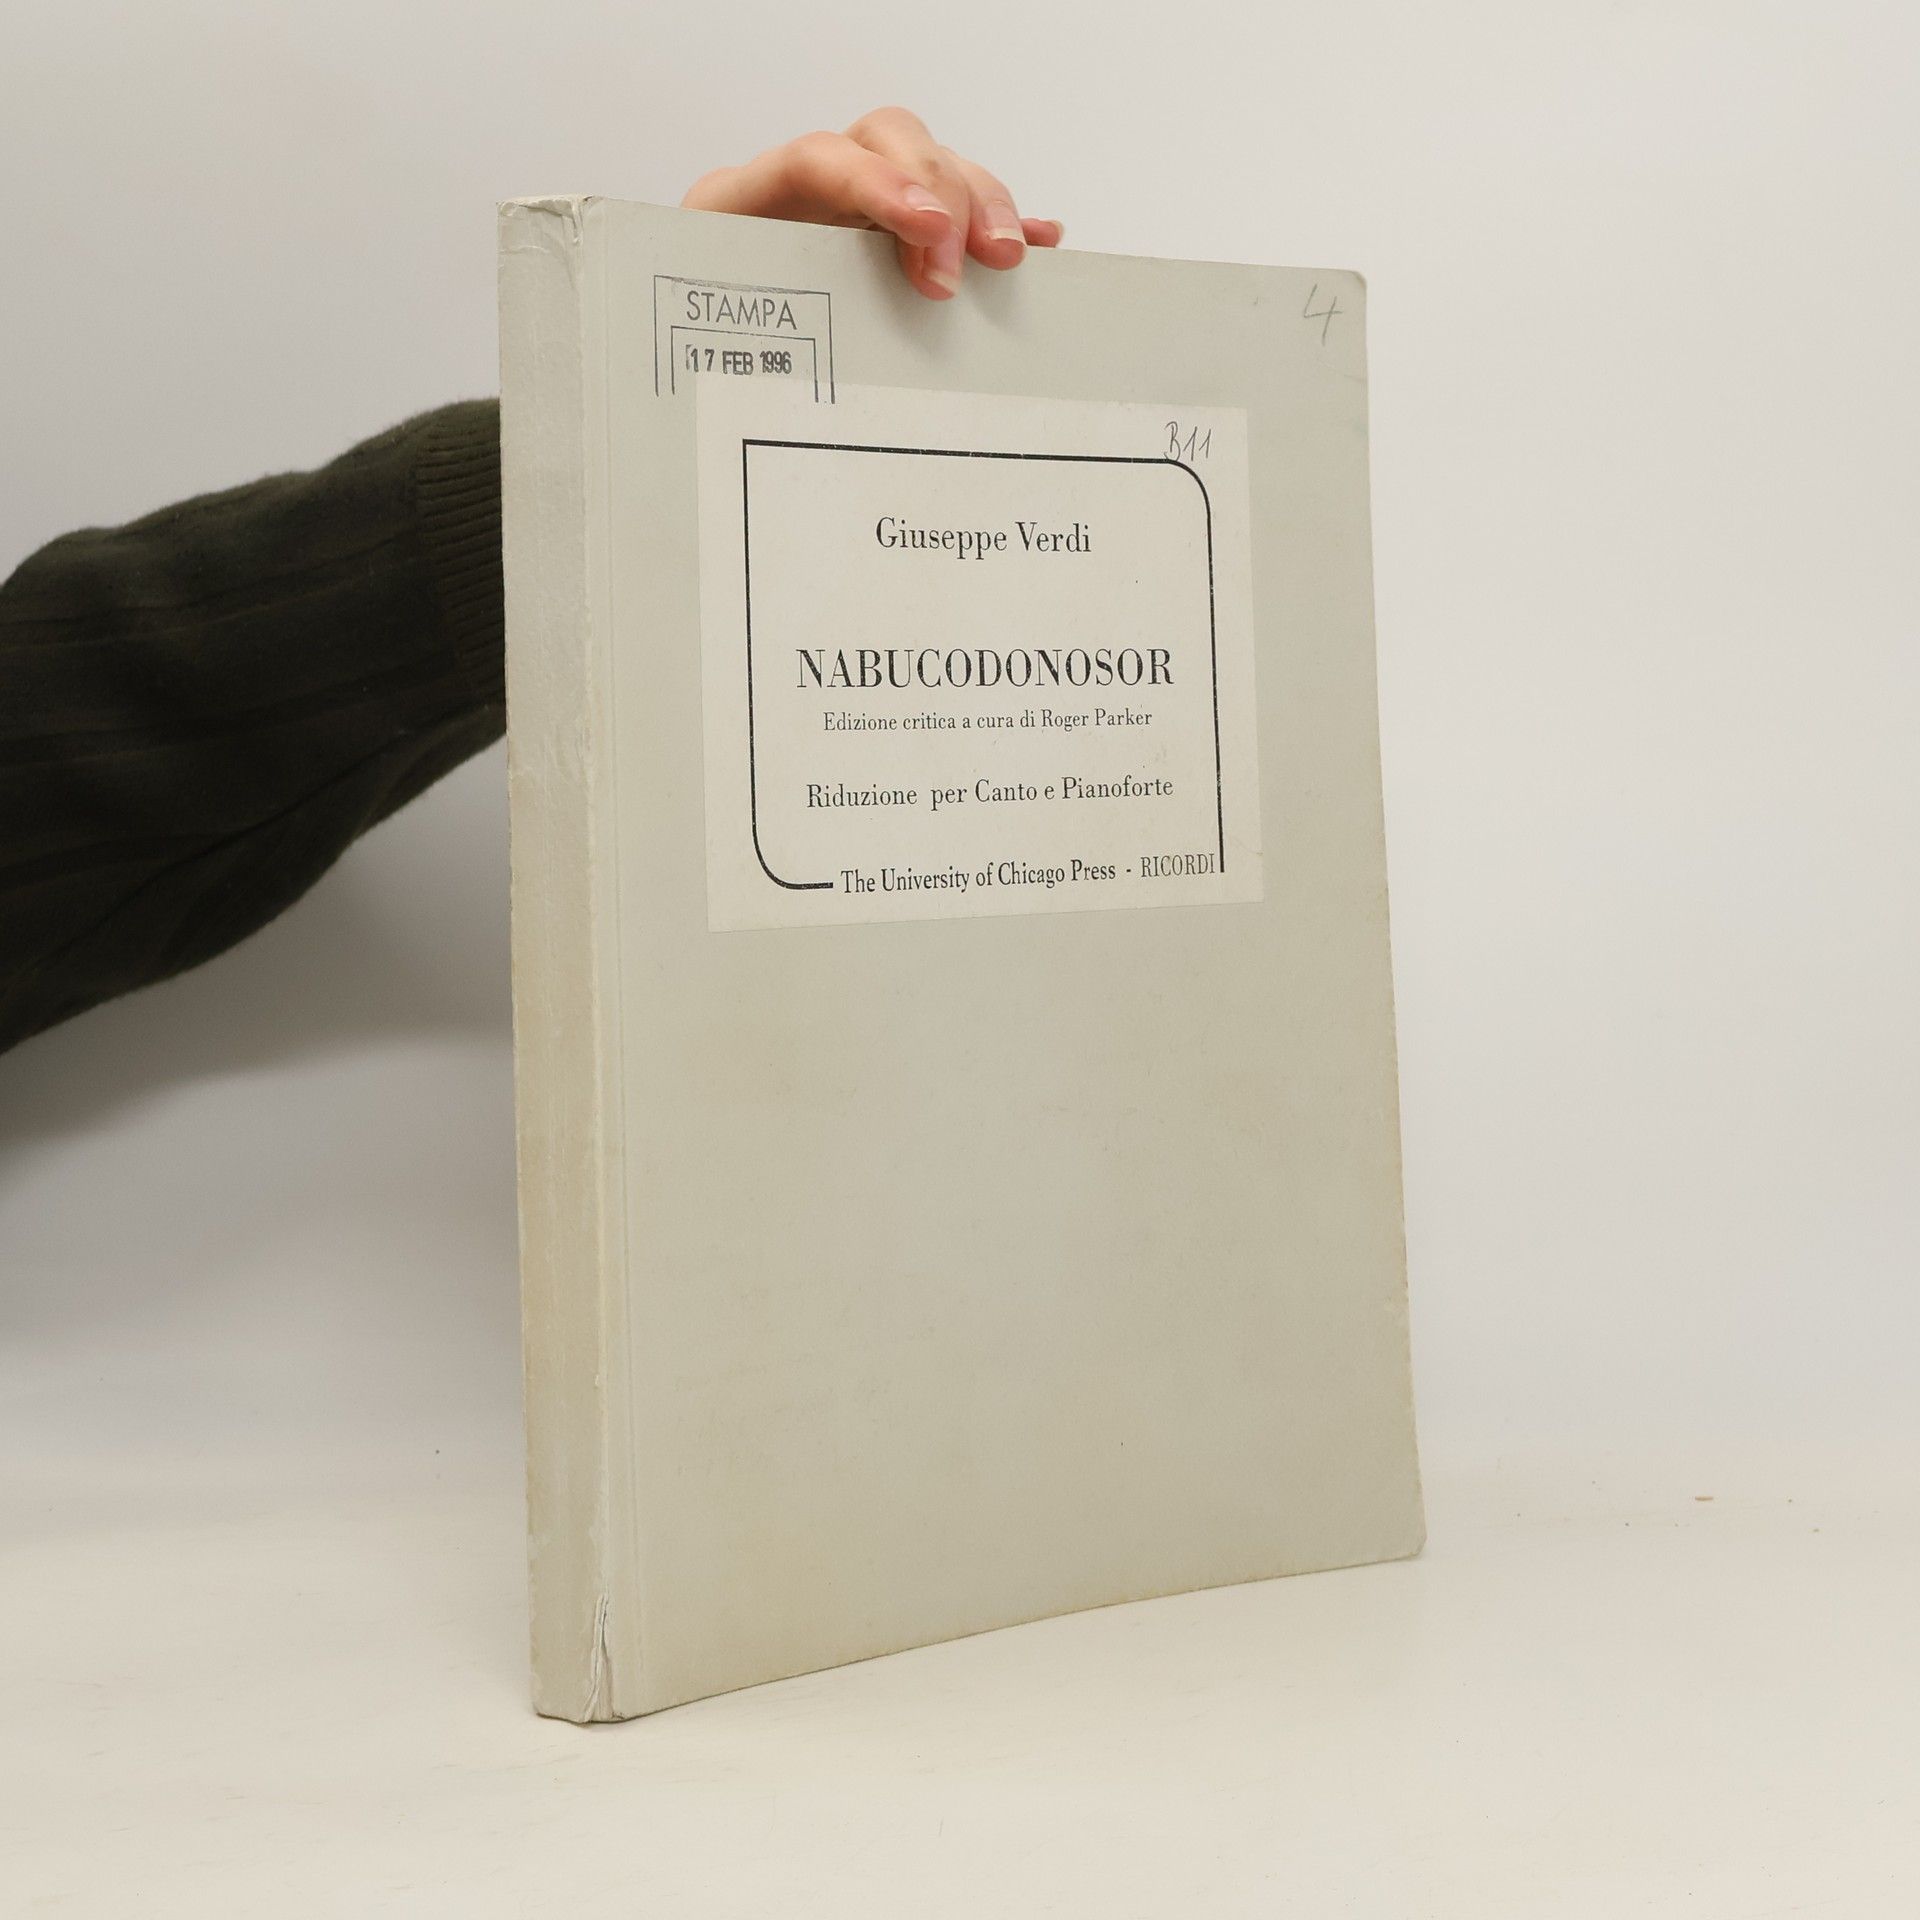 STAMPA
17 FEB 1996
4
B11
Giuseppe Verdi
NABUCODONOSOR
Edizione critica a cura di Roger Parker
Riduzione per Canto e Pianoforte
The University of Chicago Press - RICORDI